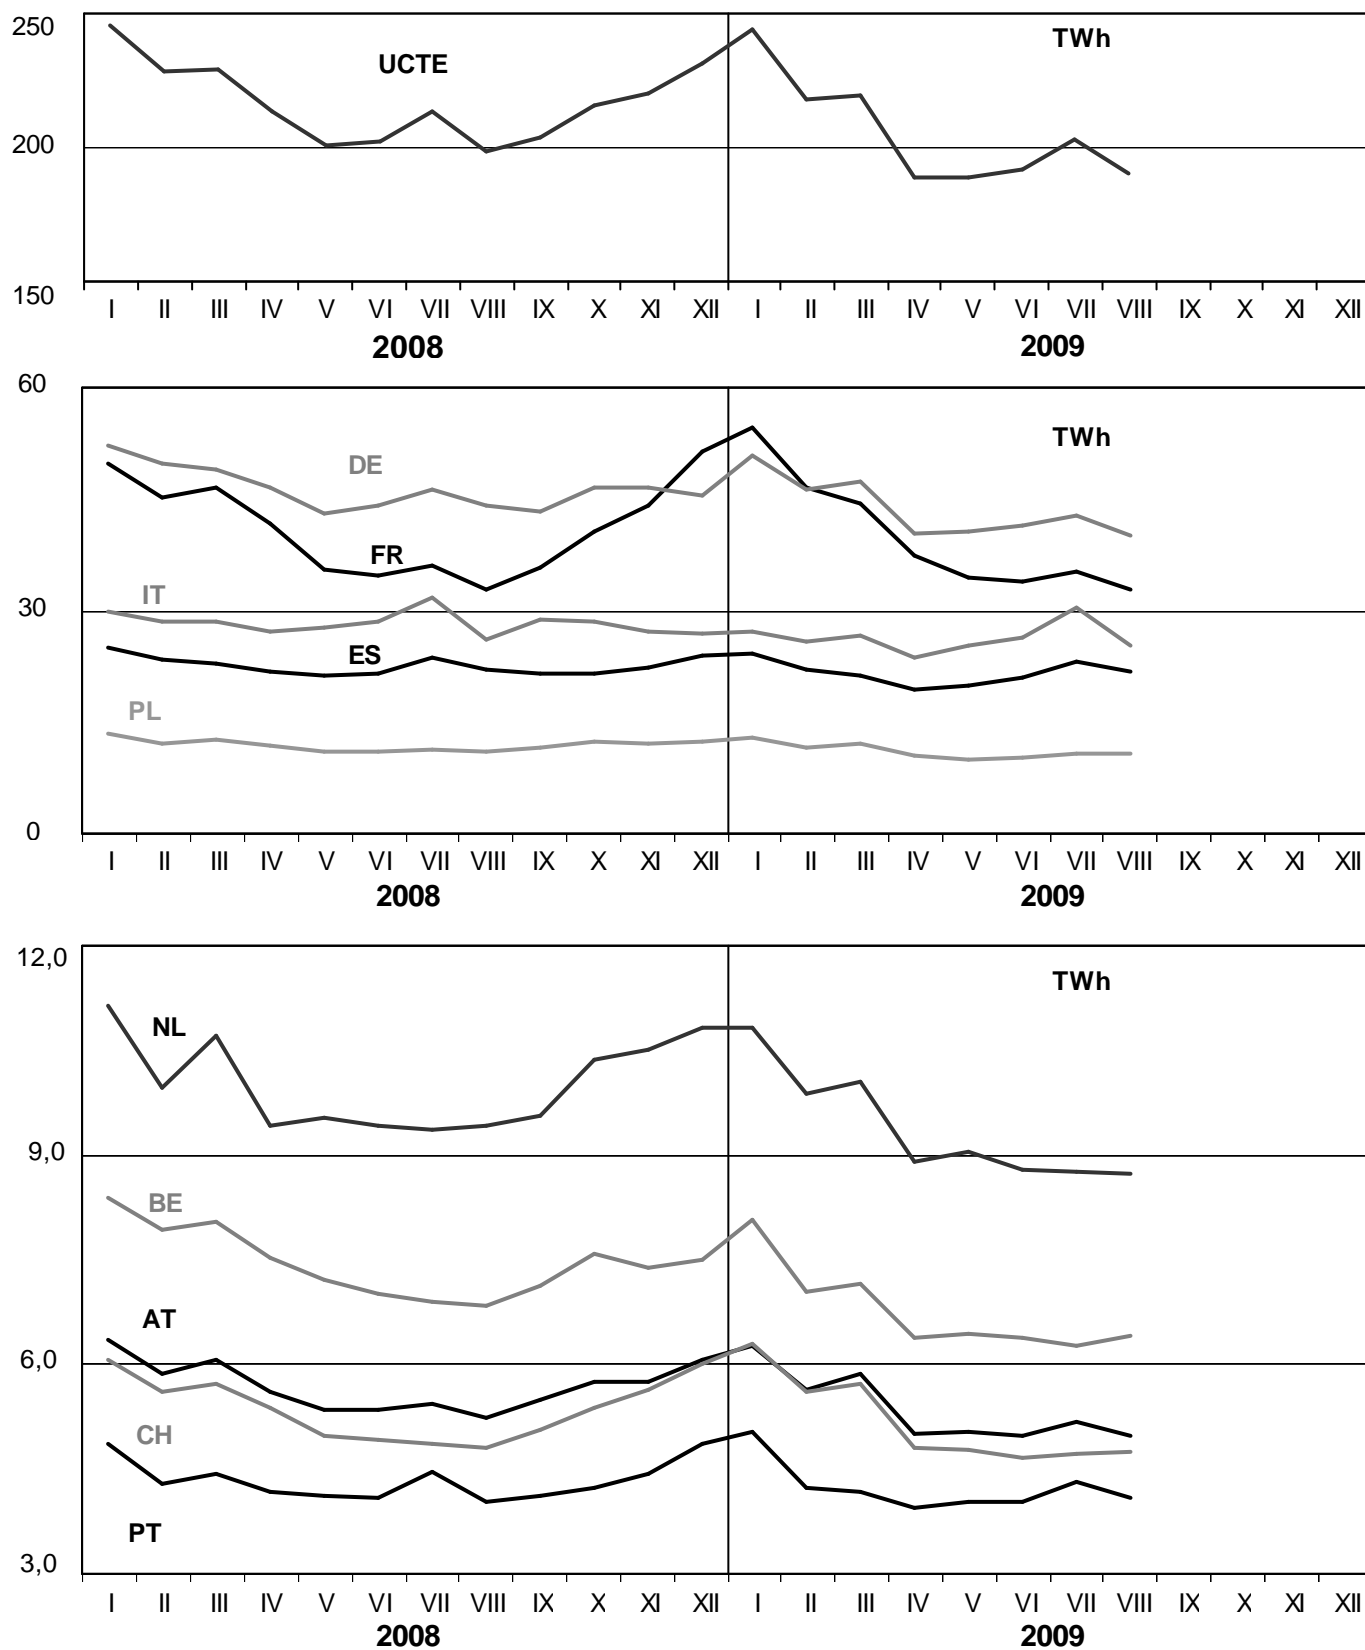 250
TWh
UCTE
200
150
I II III IV V VI VII VIII IX X XI XII I II III IV V VI VII VIII IX X XI XII
2008 2009
60
TWh
DE
FR
IT
30
ES
PL
0
I II III IV V VI VII VIII IX X XI XII I II III IV V VI VII VIII IX X XI XII
2008 2009
12,0
TWh
NL
9,0
BE
AT
6,0
CH
PT
3,0
I II III IV V VI VII VIII IX X XI XII I II III IV V VI VII VIII IX X XI XII
2008 2009